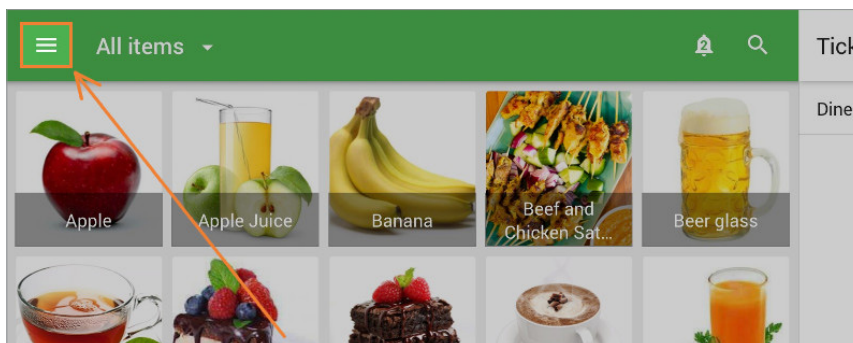 All items
2
Tick
Dine
Apple
Apple Juice
Banana
Beef and
Chicken Sat...
Beer glass